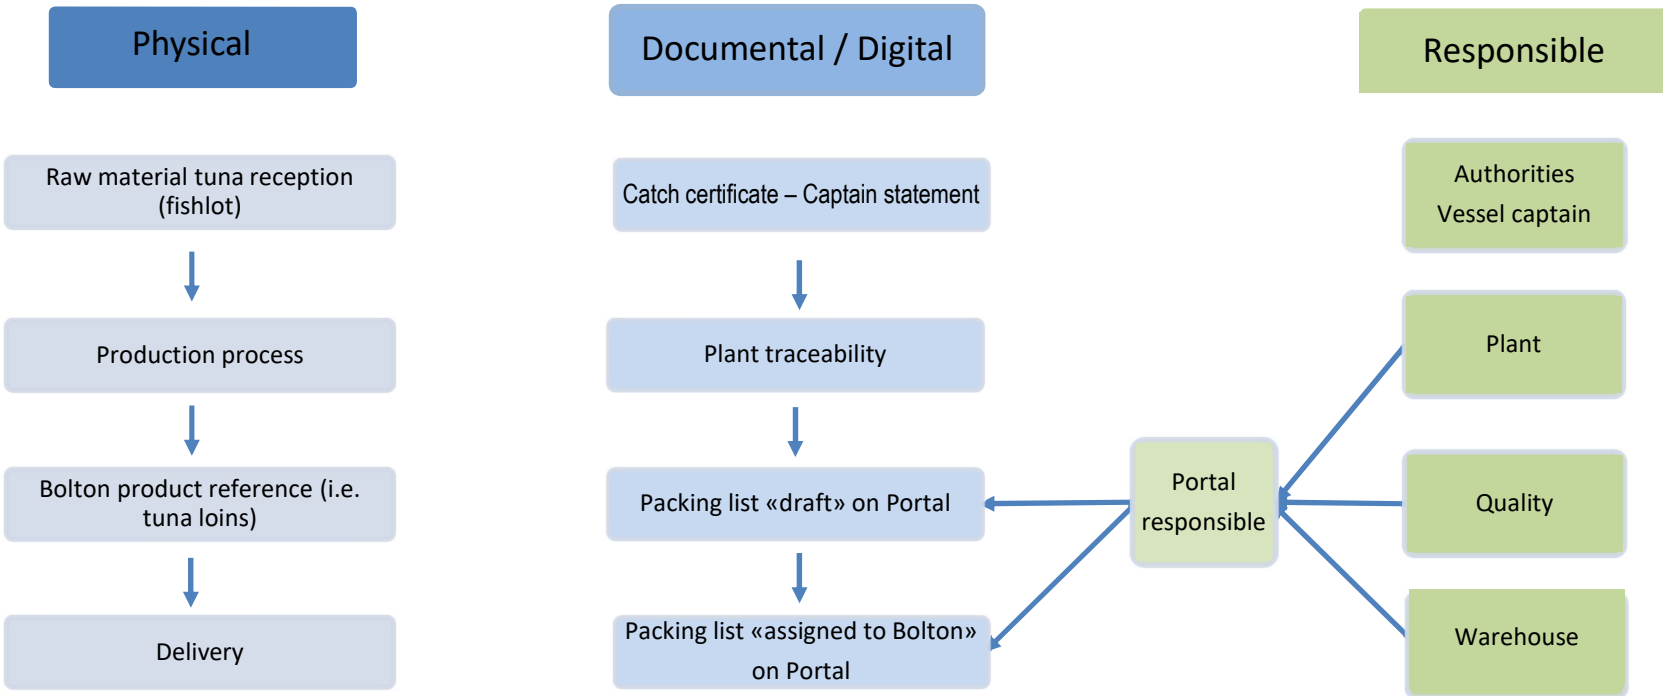 Physical
Documental / Digital
Responsible
Raw material tuna reception
(fishlot)
Catch certificate – Captain statement
Authorities
Vessel captain
Production process
Plant traceability
Plant
Bolton product reference (i.e.
tuna loins)
Packing list «draft» on Portal
Portal
responsible
Quality
Delivery
Packing list «assigned to Bolton»
on Portal
Warehouse